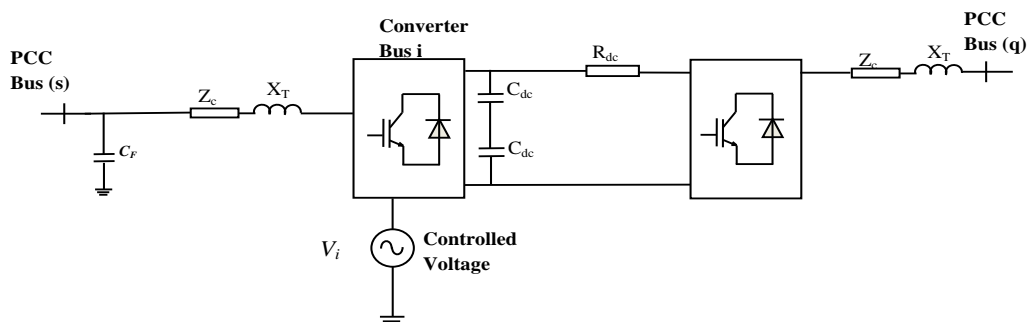 PCC
Bus (s)
Z_c
X_T
C_F
Converter
Bus i
C_dc
C_dc
R_dc
V_i
Controlled
Voltage
Z_c
X_T
PCC
Bus (q)